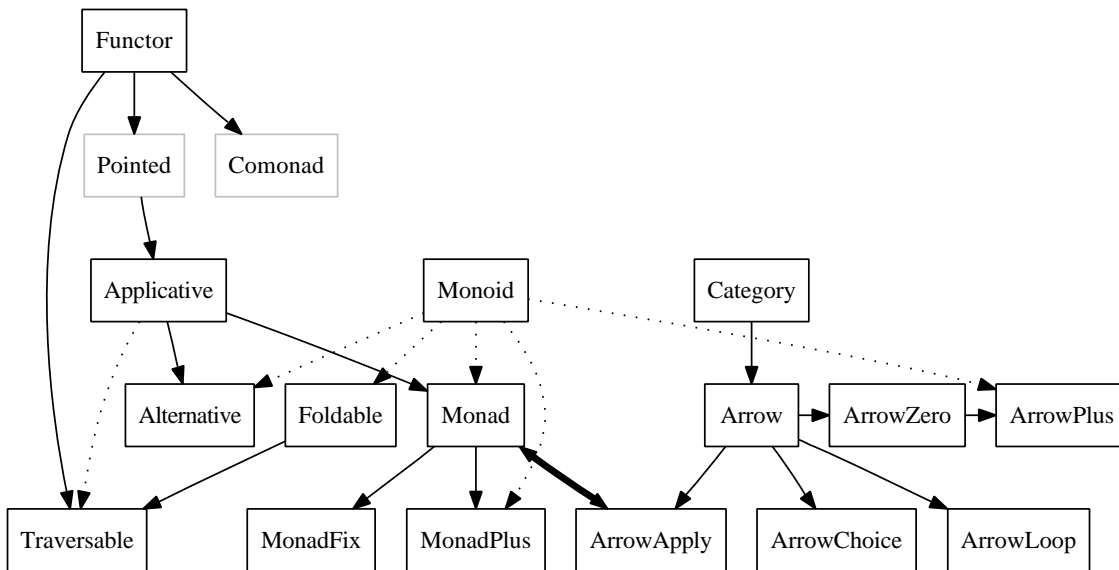 Functor
Pointed
Comonad
Applicative
Monoid
Category
Alternative
Foldable
Monad
Arrow
ArrowZero
ArrowPlus
Traversable
MonadFix
MonadPlus
ArrowApply
ArrowChoice
ArrowLoop